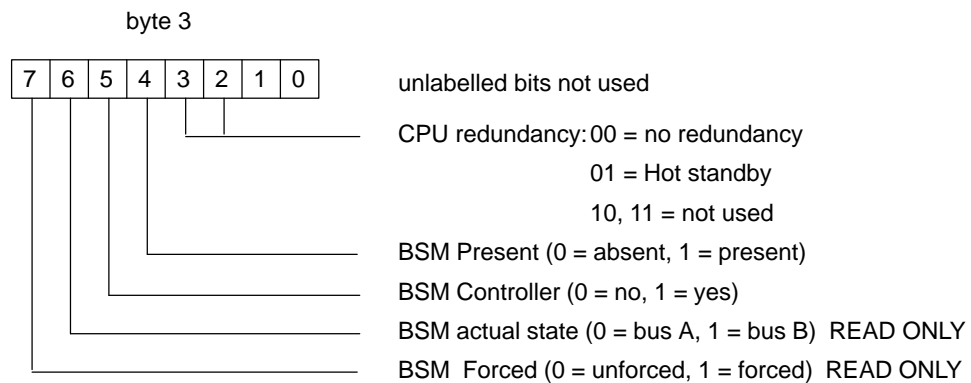 byte 3
7 6 5 4 3 2 1 0
unlabelled bits not used
CPU redundancy: 00 = no redundancy
01 = Hot standby
10, 11 = not used
BSM Present (0 = absent, 1 = present)
BSM Controller (0 = no, 1 = yes)
BSM actual state (0 = bus A, 1 = bus B) READ ONLY
BSM Forced (0 = unforced, 1 = forced) READ ONLY